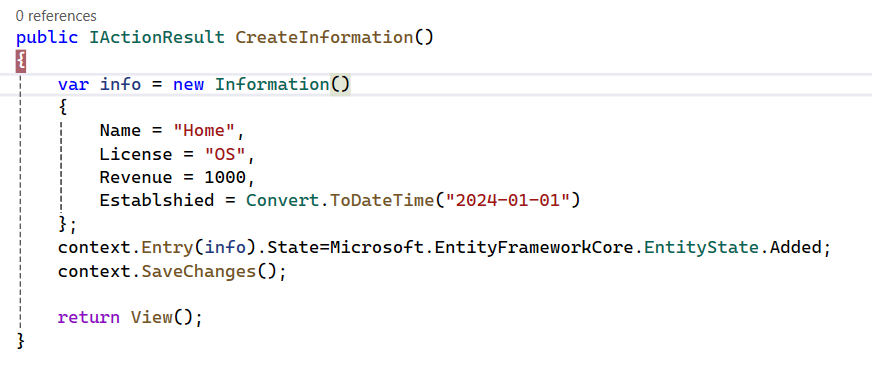 0 references
public IActionResult CreateInformation()
{
var info = new Information()
{
Name = "Home",
License = "OS",
Revenue = 1000,
Establshied = Convert.ToDateTime("2024-01-01")
};
context.Entry(info).State=Microsoft.EntityFrameworkCore.EntityState.Added;
context.SaveChanges();
return View();
}